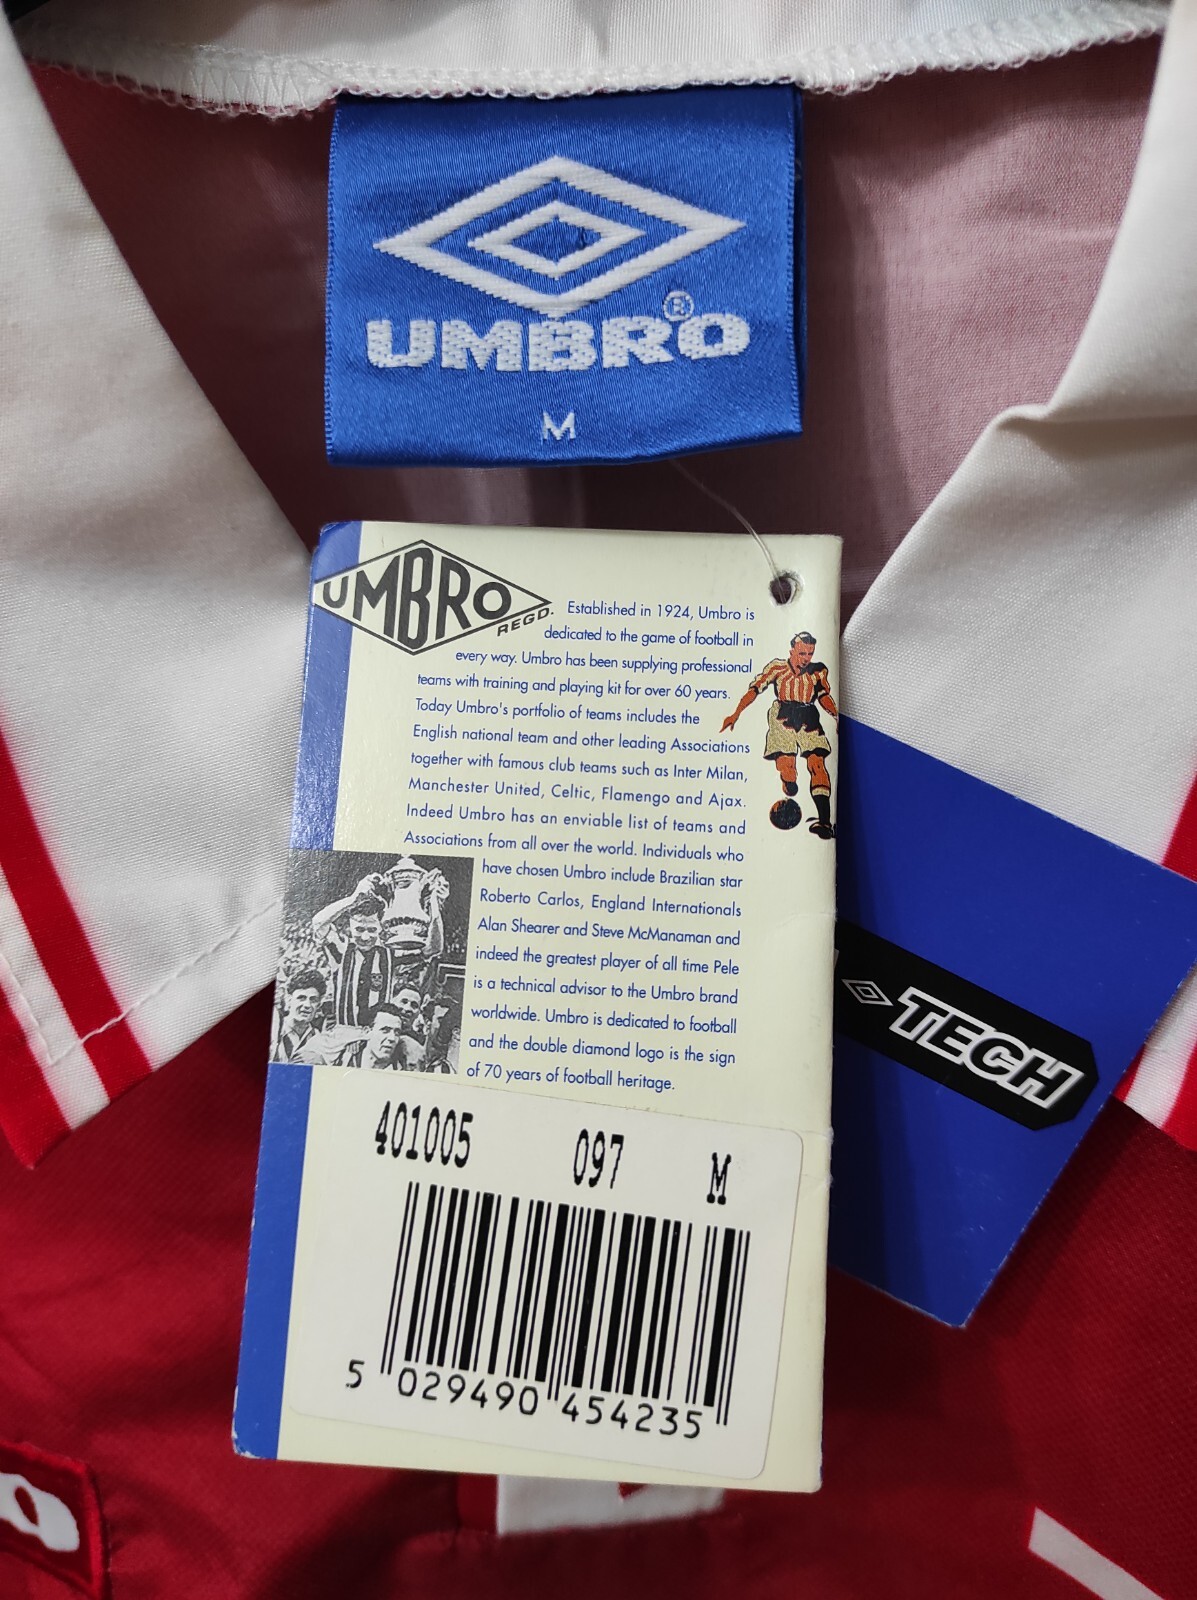 UMBRO®
M
UMBRO
REGD.
Established in 1924, Umbro is
dedicated to the game of football in
every way. Umbro has been supplying professional
teams with training and playing kit for over 60 years.
Today Umbro's portfolio of teams includes the
English national team and other leading Associations
together with famous club teams such as Inter Milan,
Manchester United, Celtic, Flamengo and Ajax.
Indeed Umbro has an enviable list of teams and
Associations from all over the world. Individuals who
have chosen Umbro include Brazilian star
Roberto Carlos, England Internationals
Alan Shearer and Steve McManaman and
indeed the greatest player of all time Pele
is a technical advisor to the Umbro brand
worldwide. Umbro is dedicated to football
and the double diamond logo is the sign
of 70 years of football heritage.
TECH
401005 097 M
5 029490 454235